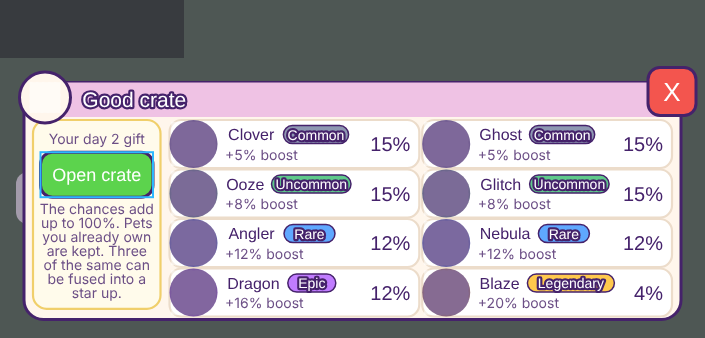 Good crate
X
Your day 2 gift
Open crate
The chances add
up to 100%. Pets
you already own
are kept. Three
of the same can
be fused into a
star up.
Clover Common 15%
+5% boost
Ghost Common 15%
+5% boost
Ooze Uncommon 15%
+8% boost
Glitch Uncommon 15%
+8% boost
Angler Rare 12%
+12% boost
Nebula Rare 12%
+12% boost
Dragon Epic 12%
+16% boost
Blaze Legendary 4%
+20% boost